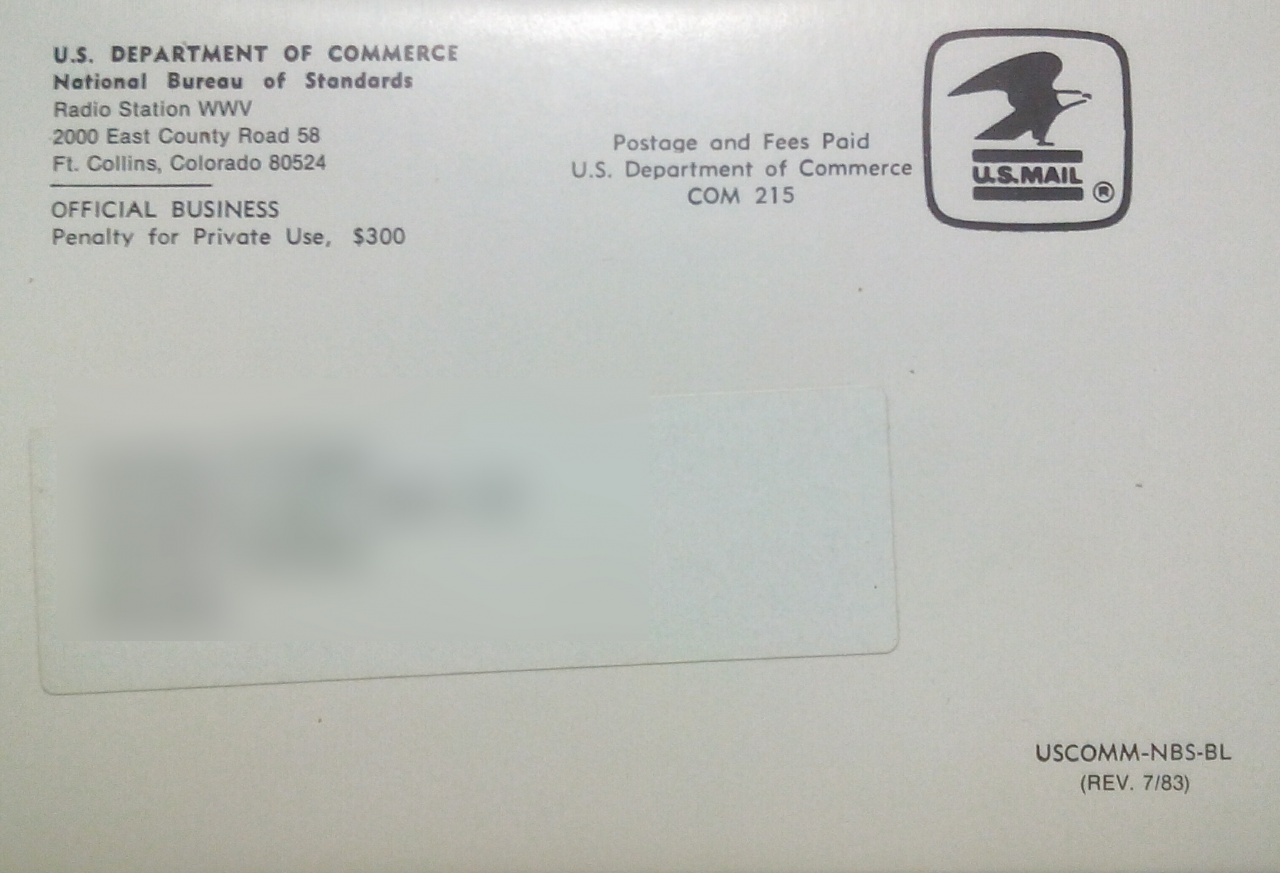 U.S. DEPARTMENT OF COMMERCE
National Bureau of Standards
Radio Station WWV
2000 East County Road 58
Ft. Collins, Colorado 80524
OFFICIAL BUSINESS
Penalty for Private Use, $300
Postage and Fees Paid
U.S. Department of Commerce
COM 215
U.S.MAIL
®
USCOMM-NBS-BL
(REV. 7/83)